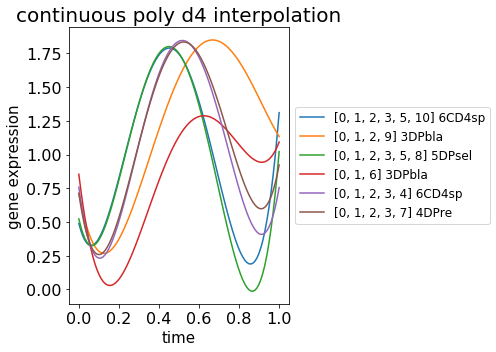 continuous poly d4 interpolation
gene expression
1.75
1.50
1.25
1.00
0.75
0.50
0.25
0.00
0.0 0.2 0.4 0.6 0.8 1.0
time
[0, 1, 2, 3, 5, 10] 6CD4sp
[0, 1, 2, 9] 3DPbla
[0, 1, 2, 3, 5, 8] 5DPsel
[0, 1, 6] 3DPbla
[0, 1, 2, 3, 4] 6CD4sp
[0, 1, 2, 3, 7] 4DPre